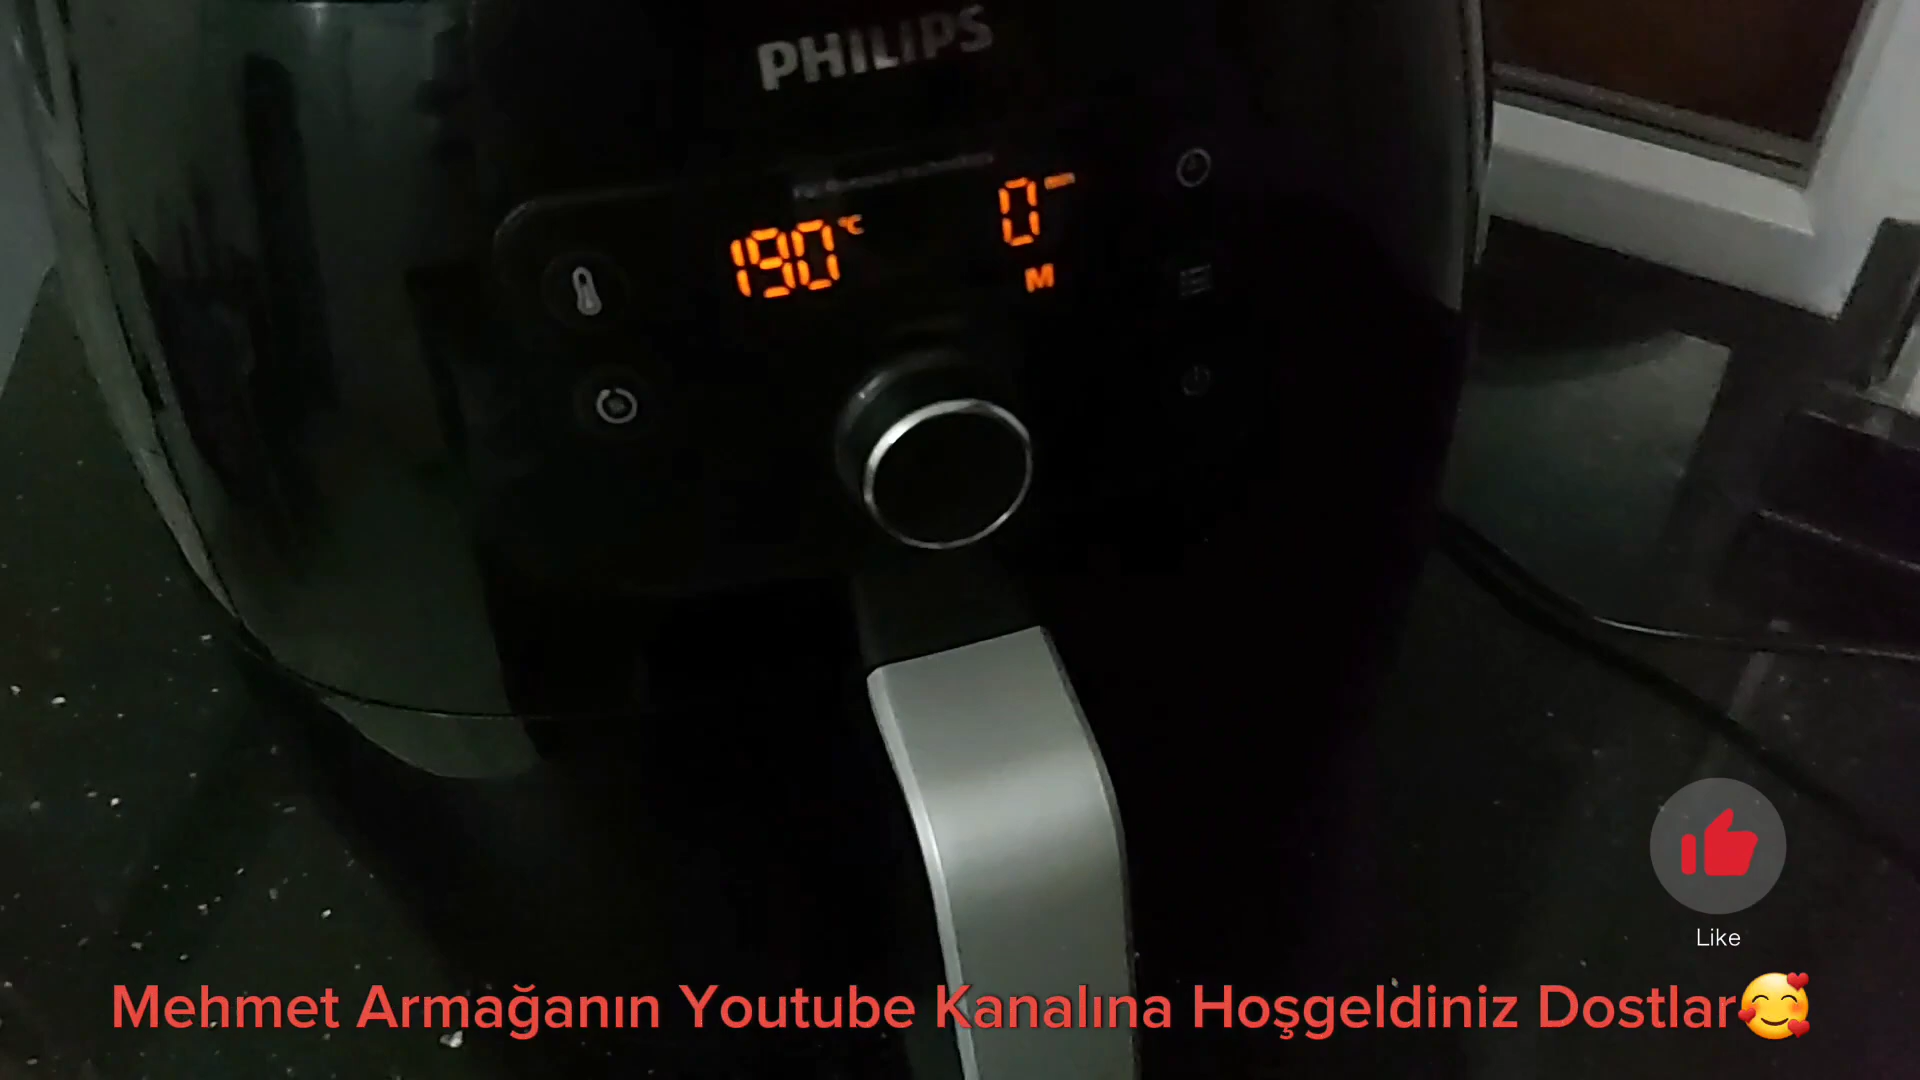 PHILIPS
190 °C
0 min
M
Like
Mehmet Armağanın Youtube Kanalına Hoşgeldiniz Dostlar🥰